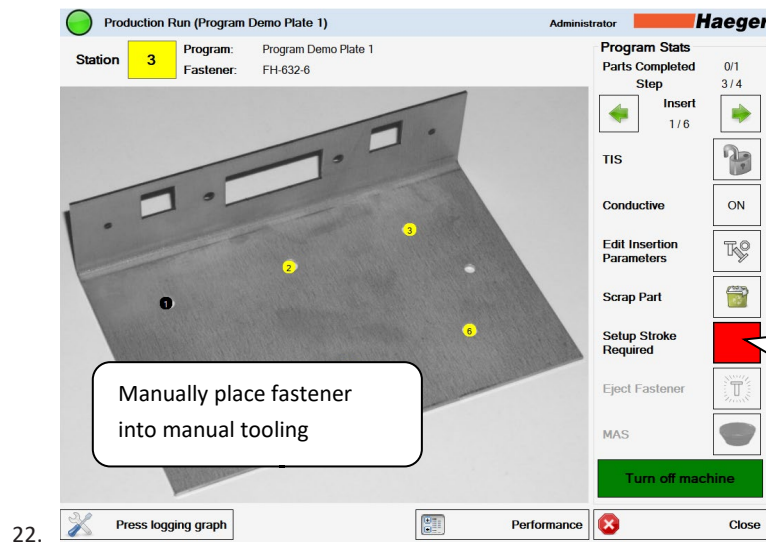 Production Run (Program Demo Plate 1)
Administrator
Haeger
Station
3
Program: Program Demo Plate 1
Fastener: FH-632-6
Program Stats
Parts Completed 0/1
Step 3 / 4
Insert
1 / 6
TIS
Conductive
ON
Edit Insertion
Parameters
Scrap Part
Setup Stroke
Required
Eject Fastener
MAS
Turn off machine
1
2
3
6
Manually place fastener
into manual tooling
22.
Press logging graph
Performance
Close